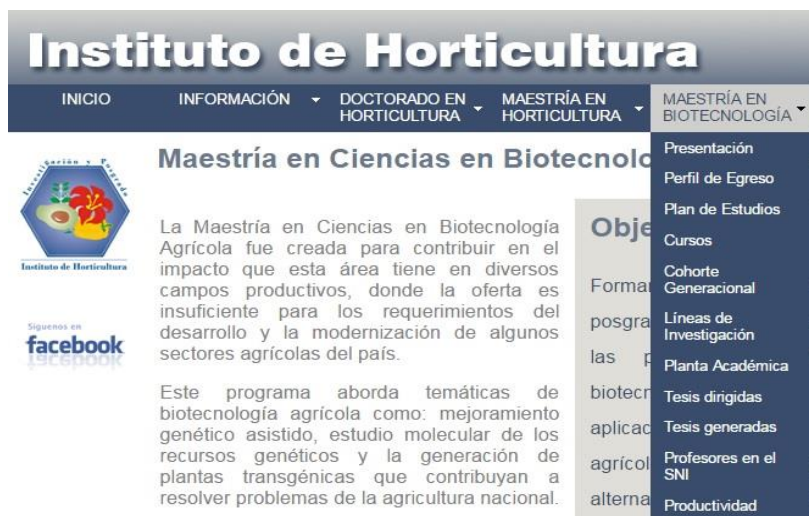 Instituto de Horticultura
INICIO
INFORMACIÓN
DOCTORADO EN
HORTICULTURA
MAESTRÍA EN
HORTICULTURA
MAESTRÍA EN
BIOTECNOLOGÍA
Investigación y Posgrado
Instituto de Horticultura
Siguenos en
facebook
Maestría en Ciencias en Biotecnolo
La Maestría en Ciencias en Biotecnología
Agrícola fue creada para contribuir en el
impacto que esta área tiene en diversos
campos productivos, donde la oferta es
insuficiente para los requerimientos del
desarrollo y la modernización de algunos
sectores agrícolas del país.
Este programa aborda temáticas de
biotecnología agrícola como: mejoramiento
genético asistido, estudio molecular de los
recursos genéticos y la generación de
plantas transgénicas que contribuyan a
resolver problemas de la agricultura nacional.
Obje
Formar
posgra
las p
biotecn
aplicac
agrícol
alterna
Presentación
Perfil de Egreso
Plan de Estudios
Cursos
Cohorte
Generacional
Líneas de
Investigación
Planta Académica
Tesis dirigidas
Tesis generadas
Profesores en el
SNI
Productividad